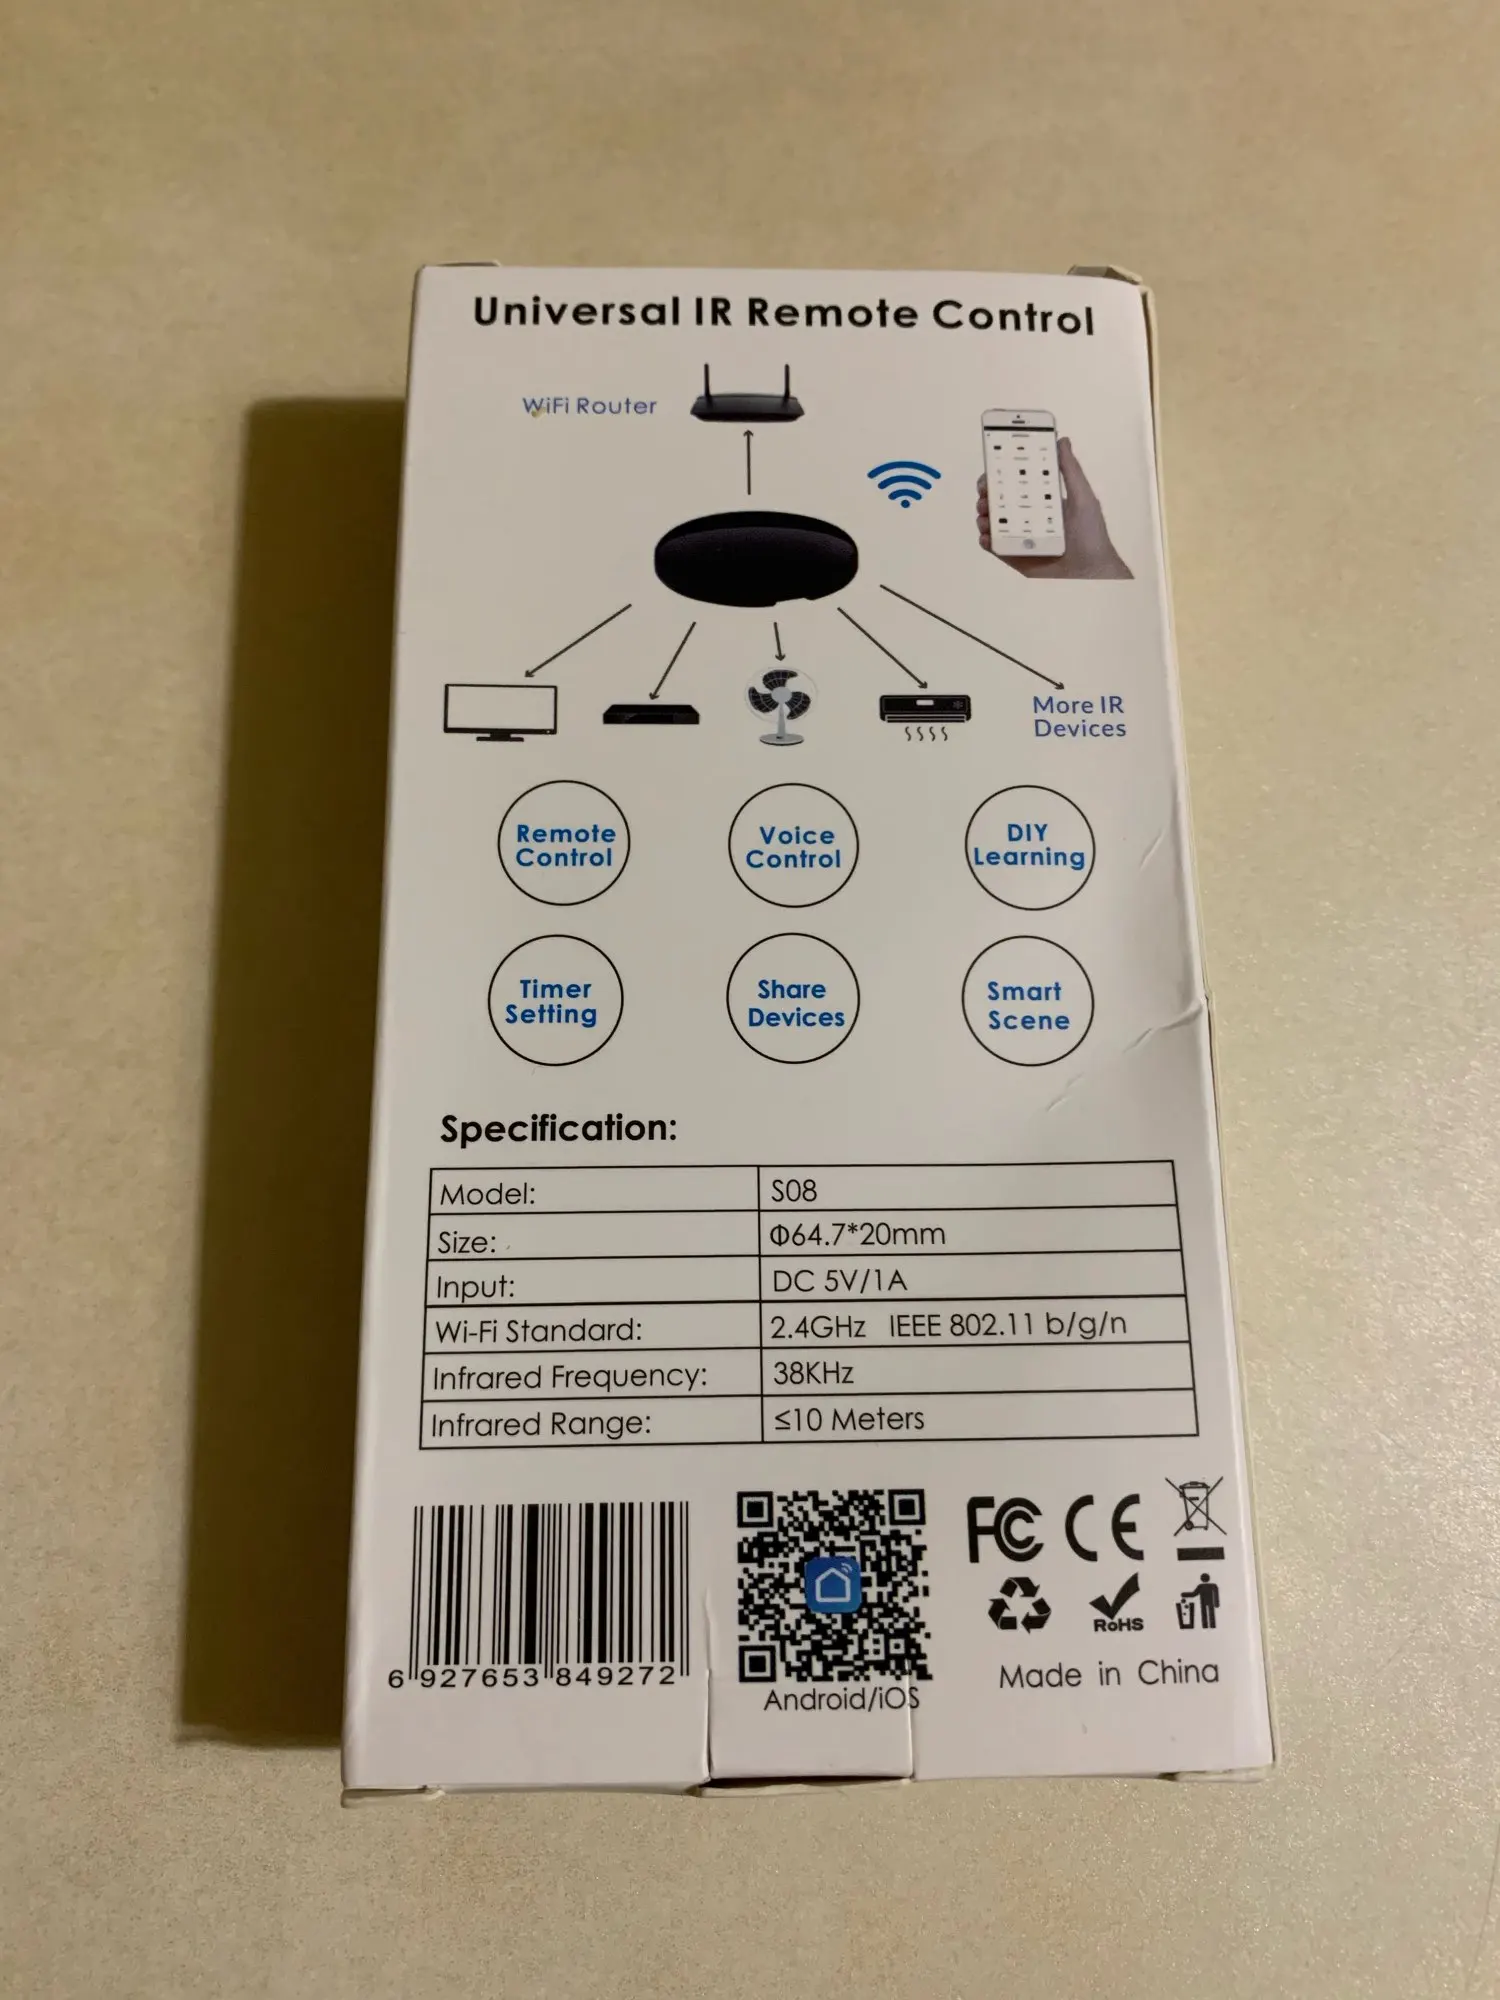 Universal IR Remote Control
WiFi Router
More IR
Devices
Remote
Control
Voice
Control
DIY
Learning
Timer
Setting
Share
Devices
Smart
Scene
Specification:
Model: S08
Size: Φ64.7*20mm
Input: DC 5V/1A
Wi-Fi Standard: 2.4GHz IEEE 802.11 b/g/n
Infrared Frequency: 38KHz
Infrared Range: ≤10 Meters
FC CE
RoHS
6 927653 849272
Android/iOS
Made in China